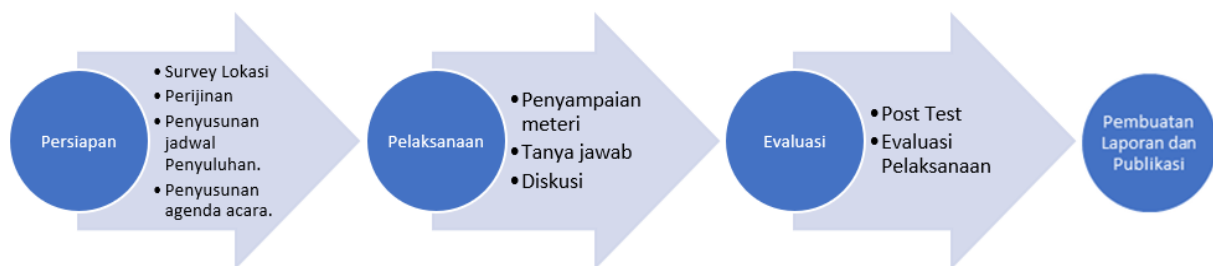 Persiapan
• Survey Lokasi
• Perijinan
• Penyusunan
jadwal
Penyuluhan.
• Penyusunan
agenda acara.
Pelaksanaan
• Penyampaian
meteri
• Tanya jawab
• Diskusi
Evaluasi
• Post Test
• Evaluasi
Pelaksanaan
Pembuatan
Laporan dan
Publikasi